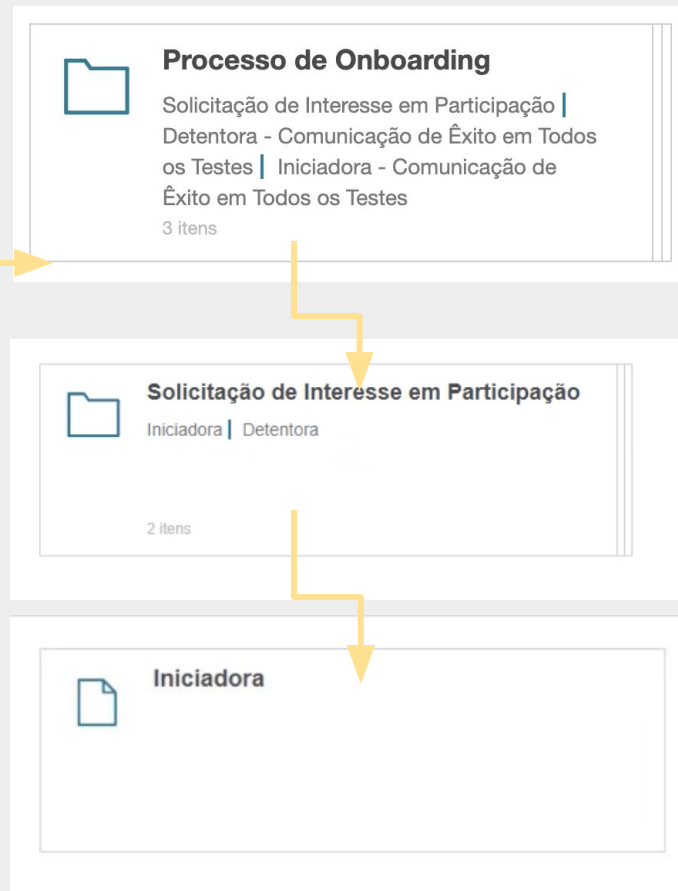 Processo de Onboarding
Solicitação de Interesse em Participação |
Detentora - Comunicação de Êxito em Todos
os Testes | Iniciadora - Comunicação de
Êxito em Todos os Testes
3 itens
Solicitação de Interesse em Participação
Iniciadora | Detentora
2 itens
Iniciadora